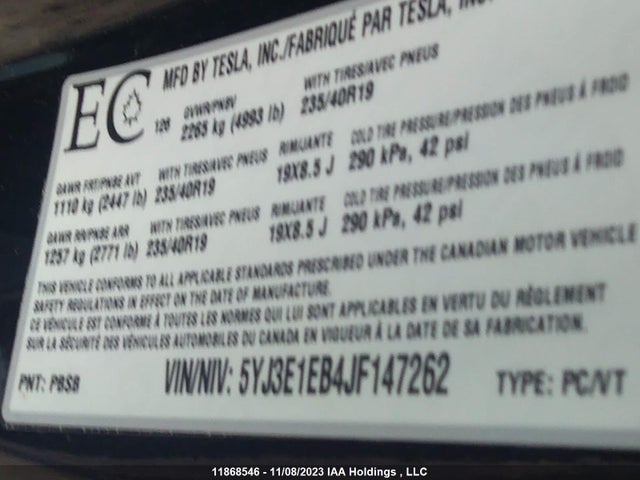 MFD BY TESLA, INC./FABRIQUÉ PAR TESLA, INC.
EC
126
GVWR/PNBV
2265 kg (4993 lb)
WITH TIRES/AVEC PNEUS
235/40R19
GAWR FRT/PNBE AVT
1110 kg (2447 lb)
WITH TIRES/AVEC PNEUS
235/40R19
RIM/JANTE
19X8.5 J
COLD TIRE PRESSURE/PRESSION DES PNEUS À FROID
290 kPa, 42 psi
GAWR RR/PNBE ARR
1257 kg (2771 lb)
WITH TIRES/AVEC PNEUS
235/40R19
RIM/JANTE
19X8.5 J
COLD TIRE PRESSURE/PRESSION DES PNEUS À FROID
290 kPa, 42 psi
THIS VEHICLE CONFORMS TO ALL APPLICABLE STANDARDS PRESCRIBED UNDER THE CANADIAN MOTOR VEHICLE
SAFETY REGULATIONS IN EFFECT ON THE DATE OF MANUFACTURE.
CE VÉHICULE EST CONFORME À TOUTES LES NORMES QUI LUI SONT APPLICABLES EN VERTU DU RÈGLEMENT
SUR LA SÉCURITÉ DES VÉHICULES AUTOMOBILES DU CANADA EN VIGUEUR À LA DATE DE SA FABRICATION.
PNT: PBSB
VIN/NIV: 5YJ3E1EB4JF147262
TYPE: PC/VT
11868546 - 11/08/2023 IAA Holdings , LLC